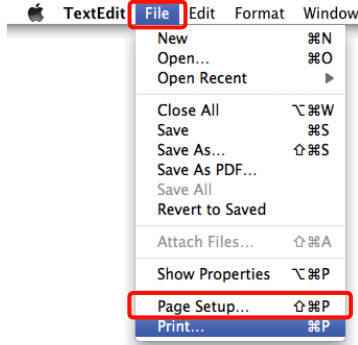 TextEdit File Edit Format Window
New ⌘N
Open... ⌘O
Open Recent ▶
Close All ⌥⌘W
Save ⌘S
Save As... ⇧⌘S
Save As PDF...
Save All
Revert to Saved
Attach Files... ⇧⌘A
Show Properties ⌥⌘P
Page Setup... ⇧⌘P
Print... ⌘P